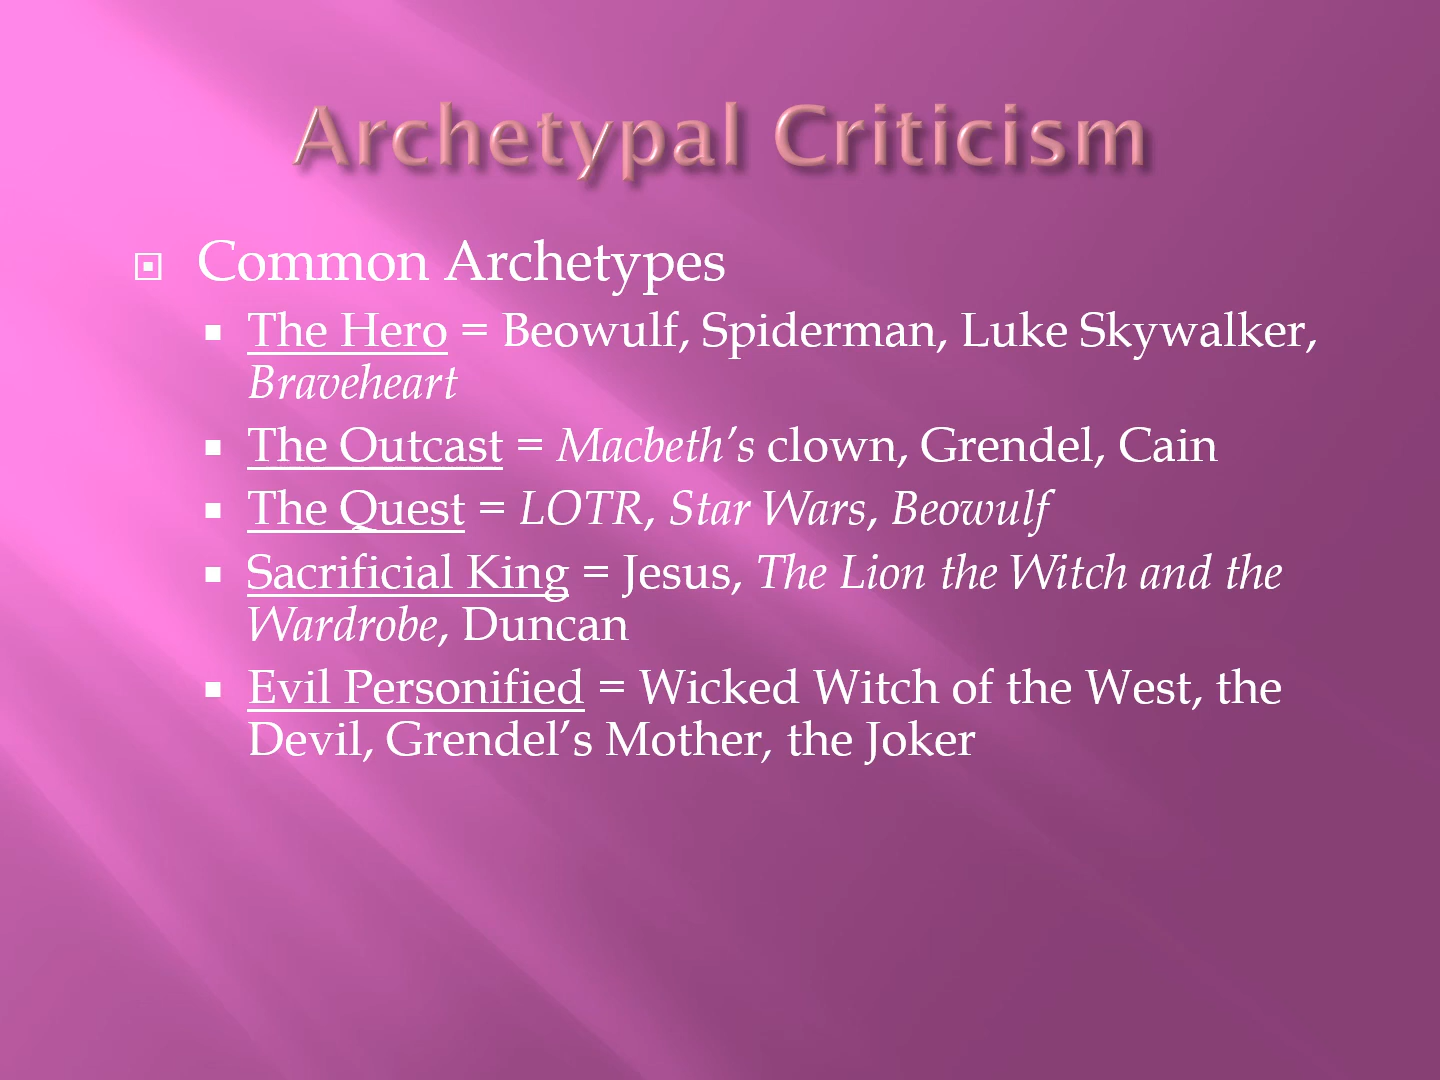 Archetypal Criticism
Common Archetypes
The Hero = Beowulf, Spiderman, Luke Skywalker,
Braveheart
The Outcast = Macbeth’s clown, Grendel, Cain
The Quest = LOTR, Star Wars, Beowulf
Sacrificial King = Jesus, The Lion the Witch and the
Wardrobe, Duncan
Evil Personified = Wicked Witch of the West, the
Devil, Grendel’s Mother, the Joker